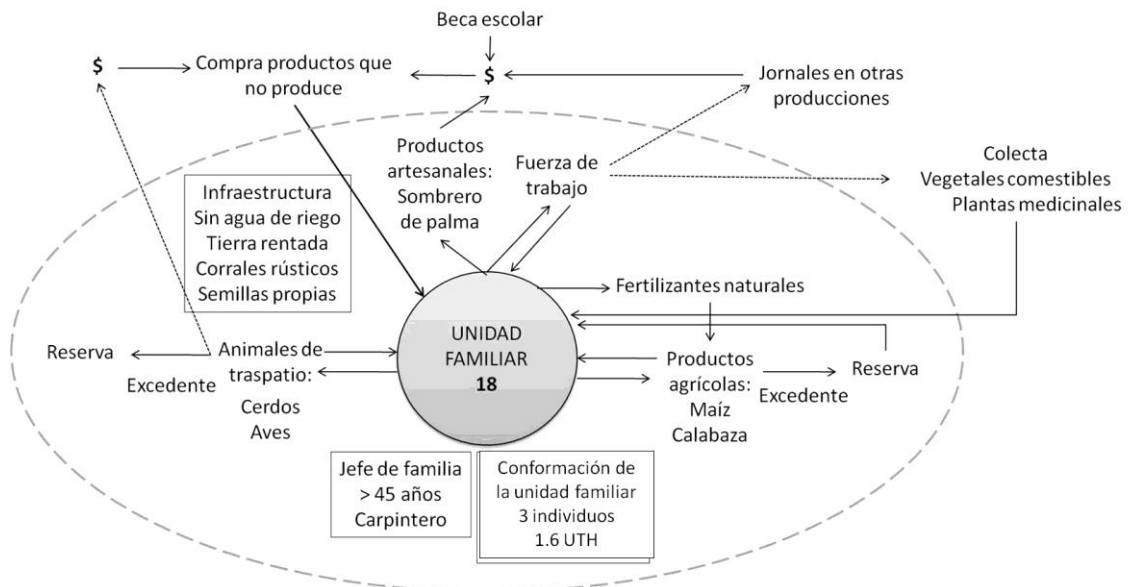 Beca escolar
$
Compra productos que
no produce
$
Jornales en otras
producciones
Productos
artesanales:
Sombrero
de palma
Fuerza de
trabajo
Colecta
Vegetales comestibles
Plantas medicinales
Infraestructura
Sin agua de riego
Tierra rentada
Corrales rústicos
Semillas propias
Fertilizantes naturales
UNIDAD
FAMILIAR
18
Reserva
Excedente
Animales de
traspatio:
Cerdos
Aves
Productos
agrícolas:
Maíz
Calabaza
Excedente
Reserva
Jefe de familia
> 45 años
Carpintero
Conformación de
la unidad familiar
3 individuos
1.6 UTH